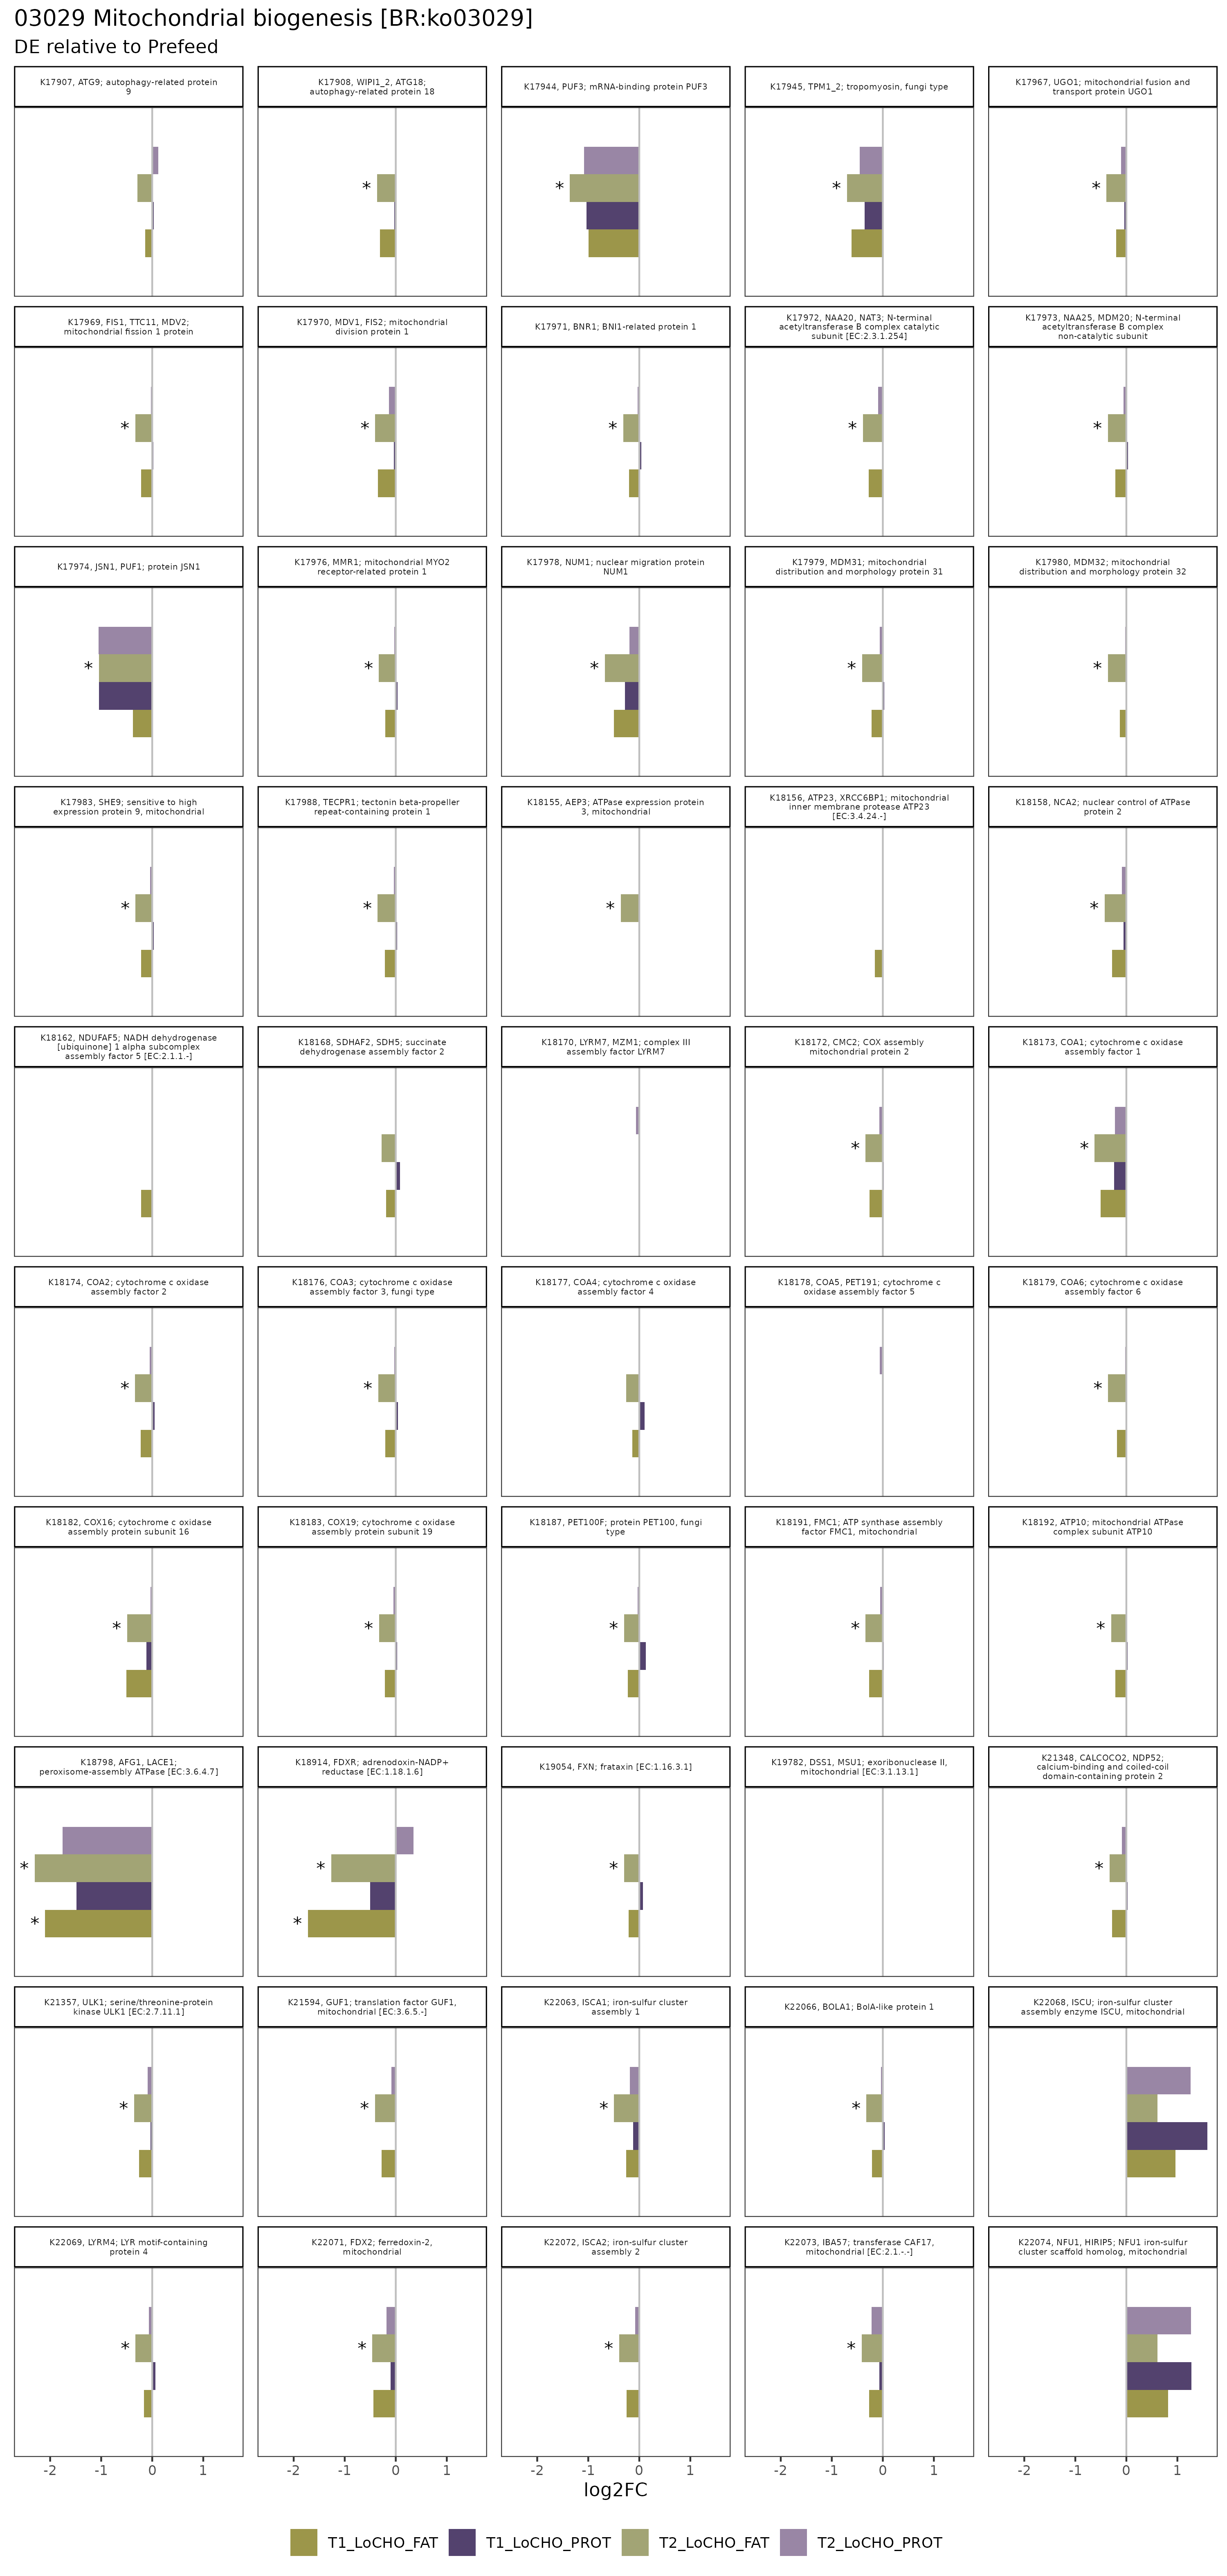 03029 Mitochondrial biogenesis [BR:ko03029]
DE relative to Prefeed
K17907, ATG9; autophagy-related protein
9
K17908, WIPI1_2, ATG18;
autophagy-related protein 18
K17944, PUF3; mRNA-binding protein PUF3
K17945, TPM1_2; tropomyosin, fungi type
K17967, UGO1; mitochondrial fusion and
transport protein UGO1
*
*
*
*
K17969, FIS1, TTC11, MDV2;
mitochondrial fission 1 protein
K17970, MDV1, FIS2; mitochondrial
division protein 1
K17971, BNR1; BNI1-related protein 1
K17972, NAA20, NAT3; N-terminal
acetyltransferase B complex catalytic
subunit [EC:2.3.1.254]
K17973, NAA25, MDM20; N-terminal
acetyltransferase B complex
non-catalytic subunit
*
*
*
*
*
K17974, JSN1, PUF1; protein JSN1
K17976, MMR1; mitochondrial MYO2
receptor-related protein 1
K17978, NUM1; nuclear migration protein
NUM1
K17979, MDM31; mitochondrial
distribution and morphology protein 31
K17980, MDM32; mitochondrial
distribution and morphology protein 32
*
*
*
*
*
K17983, SHE9; sensitive to high
expression protein 9, mitochondrial
K17988, TECPR1; tectonin beta-propeller
repeat-containing protein 1
K18155, AEP3; ATPase expression protein
3, mitochondrial
K18156, ATP23, XRCC6BP1; mitochondrial
inner membrane protease ATP23
[EC:3.4.24.-]
K18158, NCA2; nuclear control of ATPase
protein 2
*
*
*
*
K18162, NDUFAF5; NADH dehydrogenase
[ubiquinone] 1 alpha subcomplex
assembly factor 5 [EC:2.1.1.-]
K18168, SDHAF2, SDH5; succinate
dehydrogenase assembly factor 2
K18170, LYRM7, MZM1; complex III
assembly factor LYRM7
K18172, CMC2; COX assembly
mitochondrial protein 2
K18173, COA1; cytochrome c oxidase
assembly factor 1
*
*
K18174, COA2; cytochrome c oxidase
assembly factor 2
K18176, COA3; cytochrome c oxidase
assembly factor 3, fungi type
K18177, COA4; cytochrome c oxidase
assembly factor 4
K18178, COA5, PET191; cytochrome c
oxidase assembly factor 5
K18179, COA6; cytochrome c oxidase
assembly factor 6
*
*
*
K18182, COX16; cytochrome c oxidase
assembly protein subunit 16
K18183, COX19; cytochrome c oxidase
assembly protein subunit 19
K18187, PET100F; protein PET100, fungi
type
K18191, FMC1; ATP synthase assembly
factor FMC1, mitochondrial
K18192, ATP10; mitochondrial ATPase
complex subunit ATP10
*
*
*
*
*
K18798, AFG1, LACE1;
peroxisome-assembly ATPase [EC:3.6.4.7]
K18914, FDXR; adrenodoxin-NADP+
reductase [EC:1.18.1.6]
K19054, FXN; frataxin [EC:1.16.3.1]
K19782, DSS1, MSU1; exoribonuclease II,
mitochondrial [EC:3.1.13.1]
K21348, CALCOCO2, NDP52;
calcium-binding and coiled-coil
domain-containing protein 2
*
*
*
*
*
*
K21357, ULK1; serine/threonine-protein
kinase ULK1 [EC:2.7.11.1]
K21594, GUF1; translation factor GUF1,
mitochondrial [EC:3.6.5.-]
K22063, ISCA1; iron-sulfur cluster
assembly 1
K22066, BOLA1; BolA-like protein 1
K22068, ISCU; iron-sulfur cluster
assembly enzyme ISCU, mitochondrial
*
*
*
*
K22069, LYRM4; LYR motif-containing
protein 4
K22071, FDX2; ferredoxin-2,
mitochondrial
K22072, ISCA2; iron-sulfur cluster
assembly 2
K22073, IBA57; transferase CAF17,
mitochondrial [EC:2.1.-.-]
K22074, NFU1, HIRIP5; NFU1 iron-sulfur
cluster scaffold homolog, mitochondrial
*
*
*
*
-2 -1 0 1 -2 -1 0 1 -2 -1 0 1 -2 -1 0 1 -2 -1 0 1
log2FC
T1_LoCHO_FAT T1_LoCHO_PROT T2_LoCHO_FAT T2_LoCHO_PROT